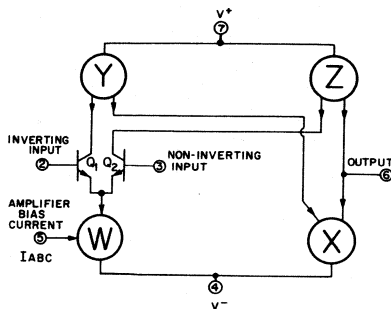 V+
7
Y
Z
INVERTING
INPUT
2
Q1
Q2
3
NON-INVERTING
INPUT
OUTPUT
6
AMPLIFIER
BIAS
CURRENT
5
IABC
W
X
4
V-